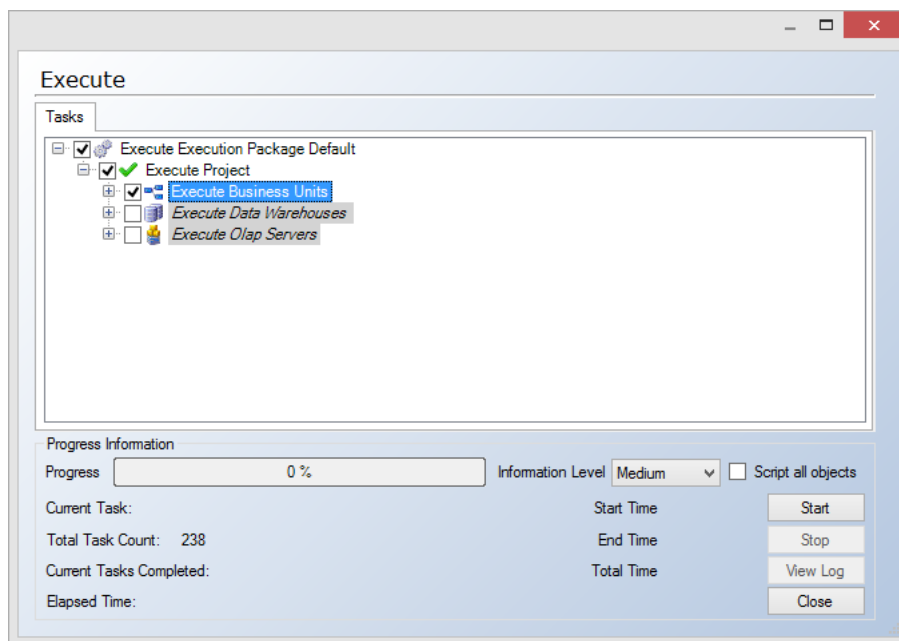 Execute
Tasks
Execute Execution Package Default
Execute Project
Execute Business Units
Execute Data Warehouses
Execute Olap Servers
Progress Information
Progress 0 % Information Level Medium Script all objects
Current Task: Start Time Start
Total Task Count: 238 End Time Stop
Current Tasks Completed: Total Time View Log
Elapsed Time: Close